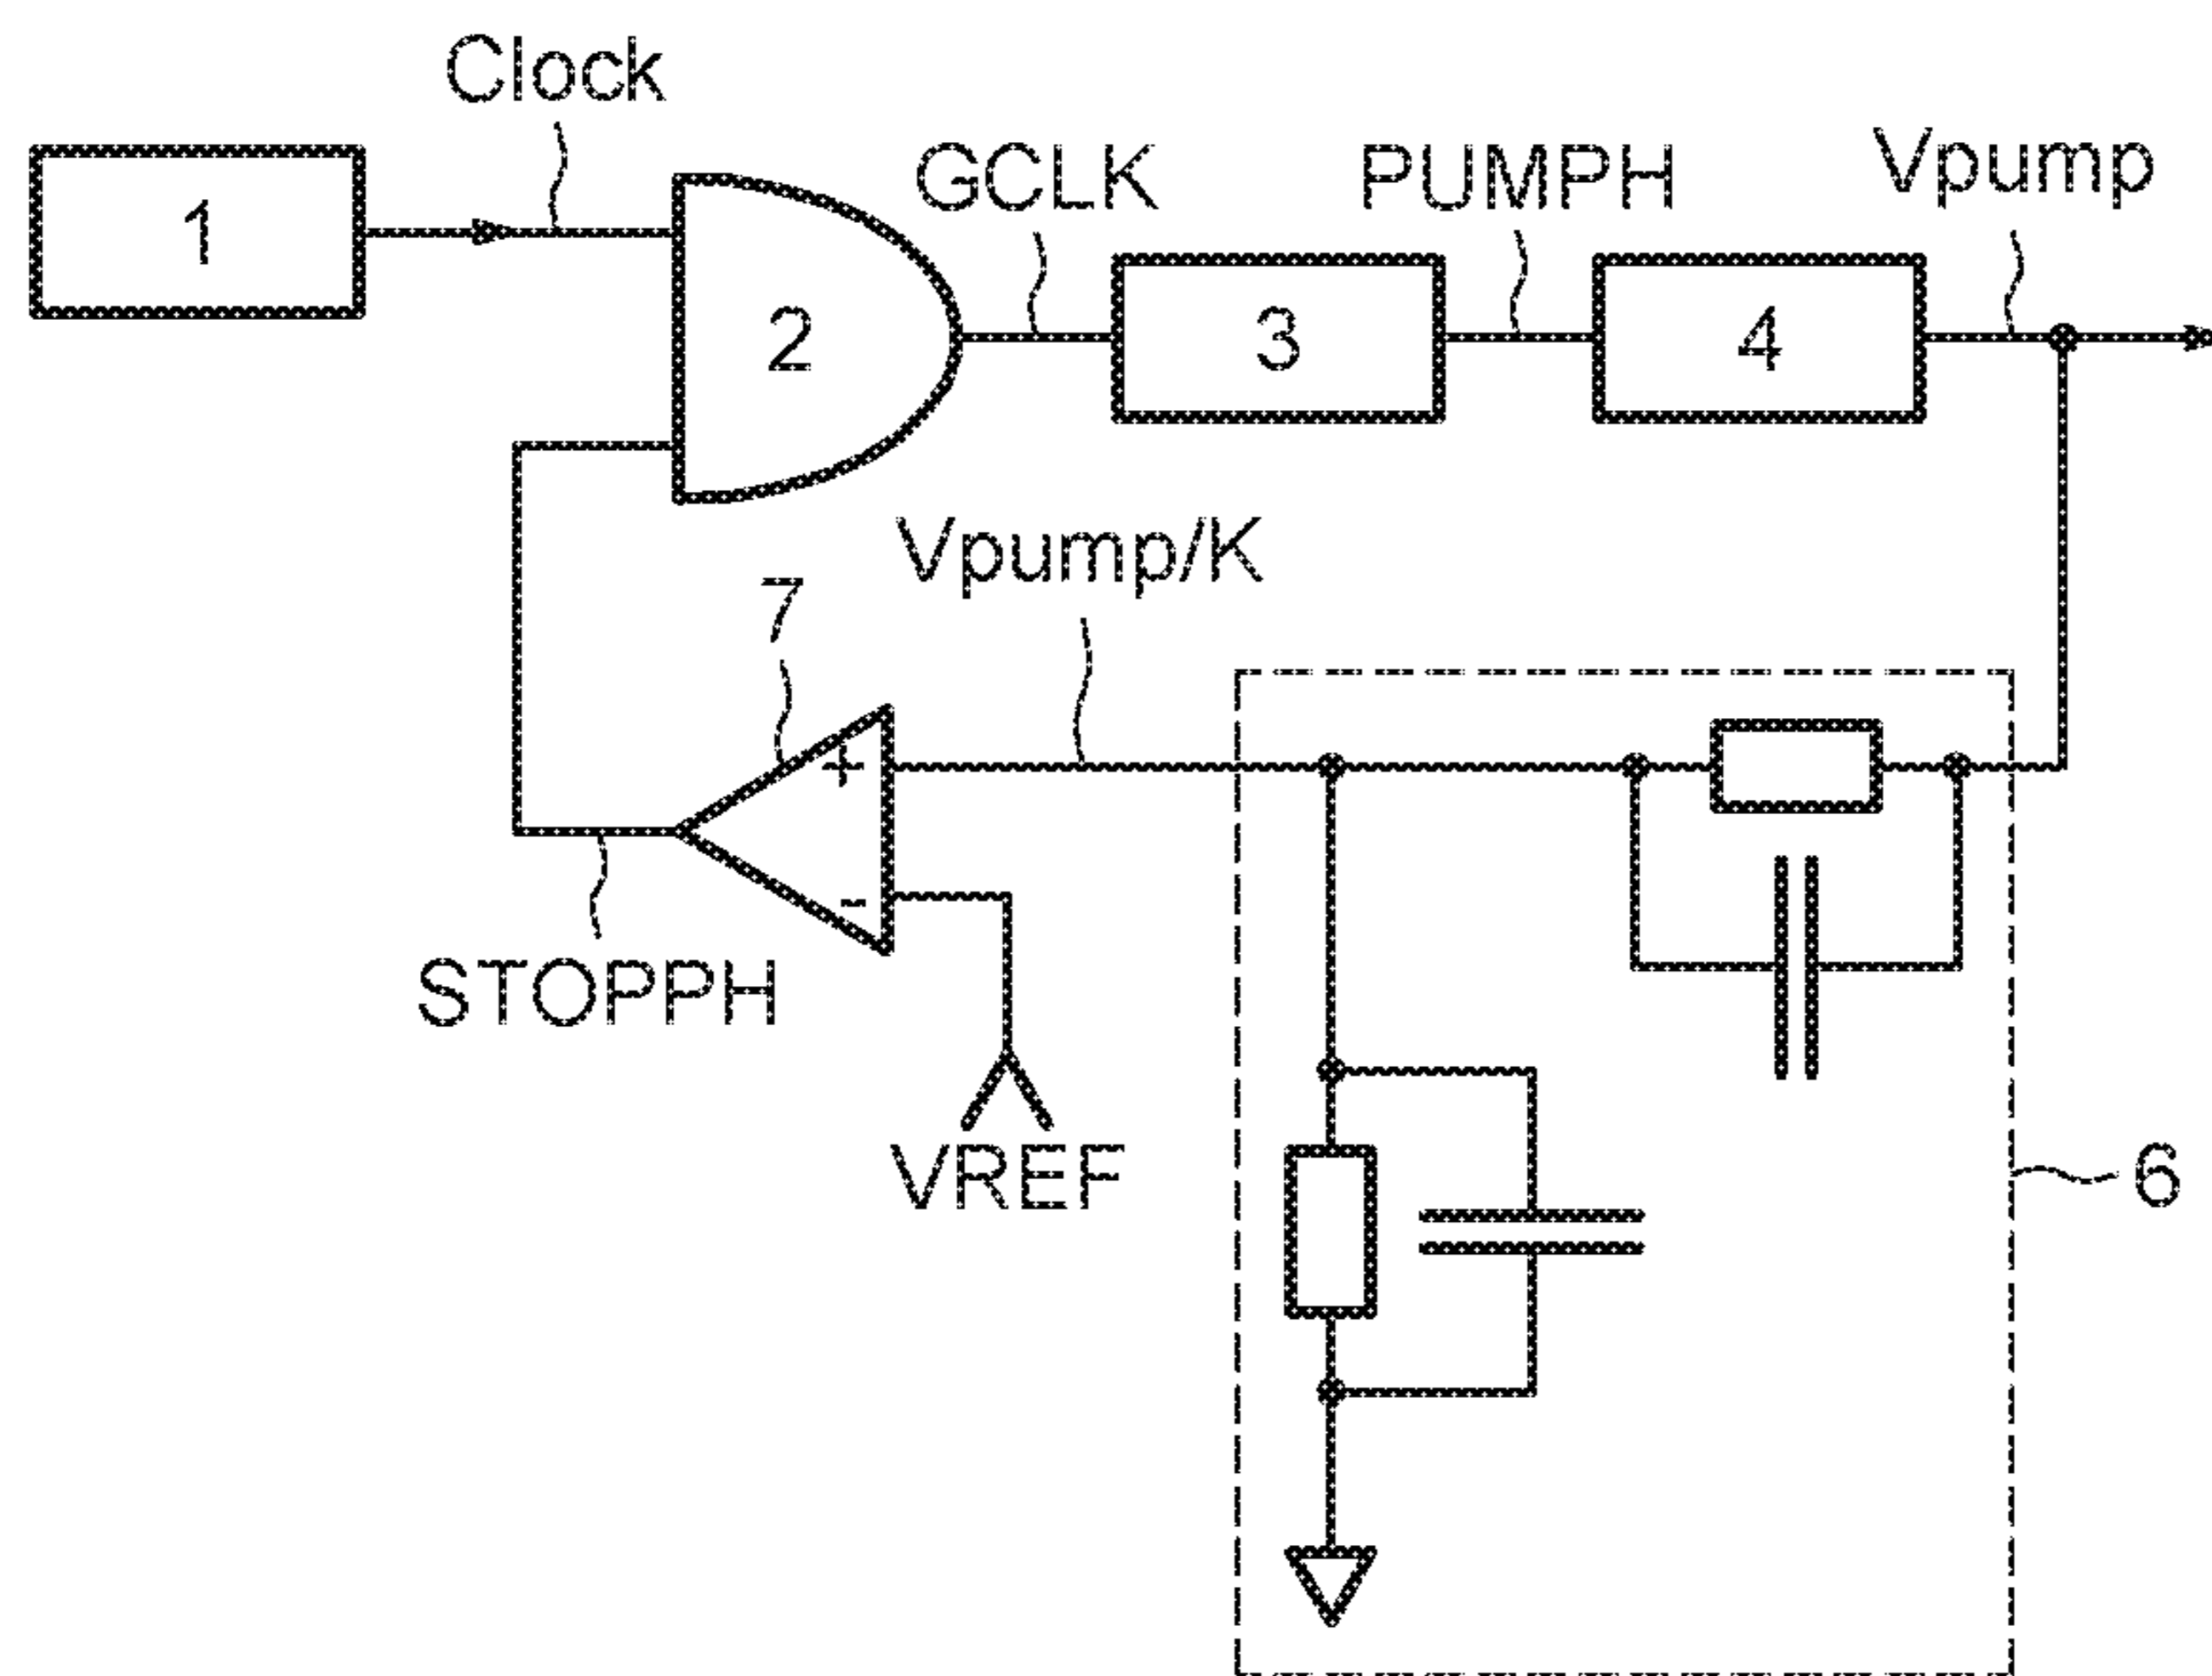 Clock
1
GCLK
PUMPH
Vpump
2
3
4
Vpump/K
7
+
-
STOPPH
VREF
6